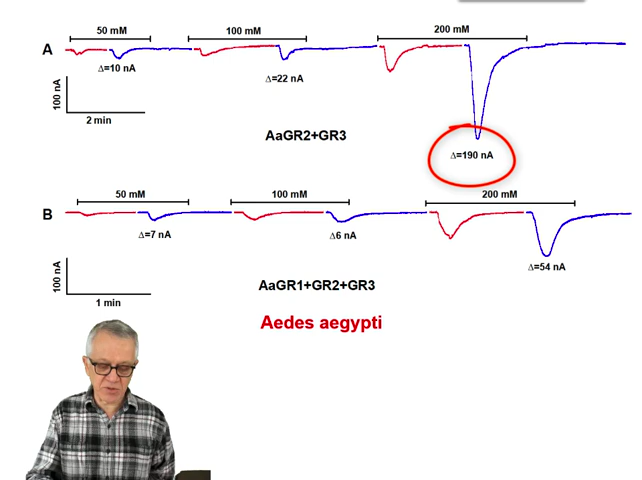 50 mM
100 mM
200 mM
A
Δ=10 nA
Δ=22 nA
100 nA
2 min
AaGR2+GR3
Δ=190 nA
50 mM
100 mM
200 mM
B
Δ=7 nA
Δ6 nA
Δ=54 nA
100 nA
1 min
AaGR1+GR2+GR3
Aedes aegypti